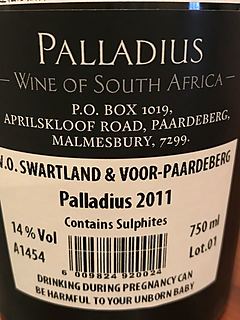 PALLADIUS
WINE OF SOUTH AFRICA
P.O. BOX 1019,
APRILSKLOOF ROAD, PAARDEBERG,
MALMESBURY, 7299.
W.O. SWARTLAND & VOOR-PAARDEBERG
Palladius 2011
Contains Sulphites
14 % Vol
A1454
750 ml
Lot.01
6 009824 920024
DRINKING DURING PREGNANCY CAN
BE HARMFUL TO YOUR UNBORN BABY